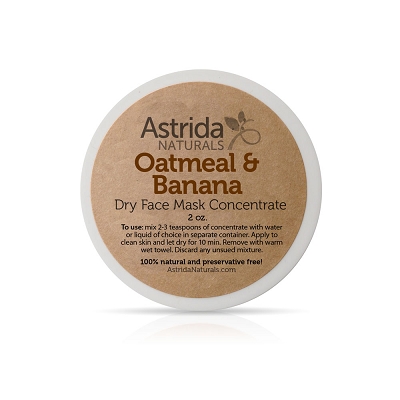 Astrida
NATURALS
Oatmeal &
Banana
Dry Face Mask Concentrate
2 oz.
To use: mix 2-3 teaspoons of concentrate with water
or liquid of choice in separate container. Apply to
clean skin and let dry for 10 min. Remove with warm
wet towel. Discard any unsued mixture.
100% natural and preservative free!
AstridaNaturals.com